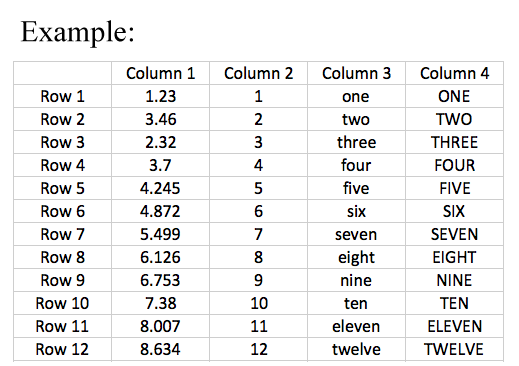 Example:
Column 1 Column 2 Column 3 Column 4
Row 1 1.23 1 one ONE
Row 2 3.46 2 two TWO
Row 3 2.32 3 three THREE
Row 4 3.7 4 four FOUR
Row 5 4.245 5 five FIVE
Row 6 4.872 6 six SIX
Row 7 5.499 7 seven SEVEN
Row 8 6.126 8 eight EIGHT
Row 9 6.753 9 nine NINE
Row 10 7.38 10 ten TEN
Row 11 8.007 11 eleven ELEVEN
Row 12 8.634 12 twelve TWELVE